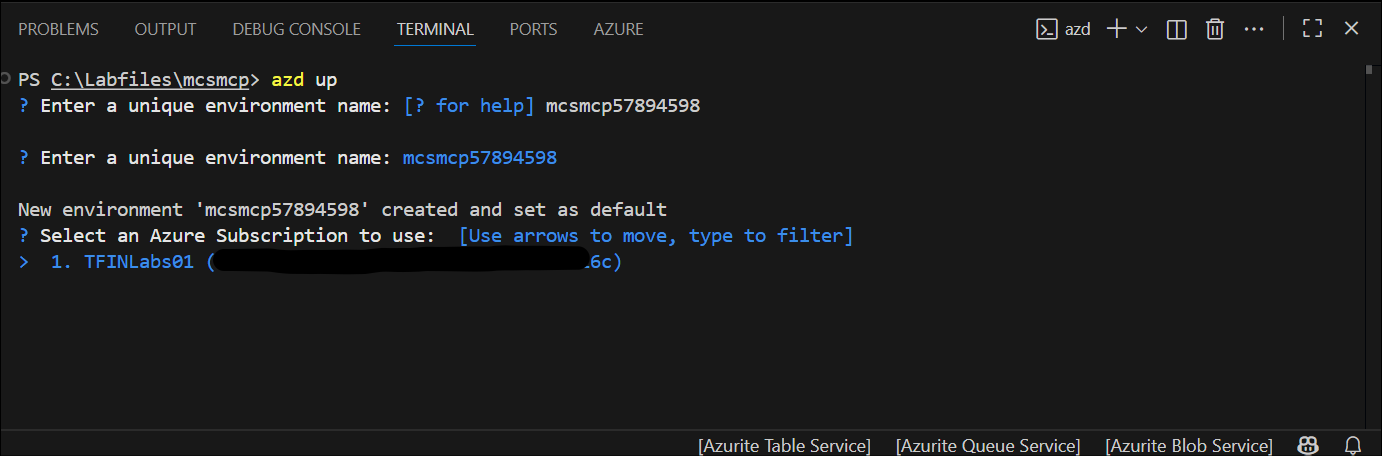 PROBLEMS OUTPUT DEBUG CONSOLE TERMINAL PORTS AZURE azd
PS C:\Labfiles\mcsmcp> azd up
? Enter a unique environment name: [? for help] mcsmcp57894598
? Enter a unique environment name: mcsmcp57894598
New environment 'mcsmcp57894598' created and set as default
? Select an Azure Subscription to use: [Use arrows to move, type to filter]
> 1. TFINLabs01 ( 6c)
[Azurite Table Service] [Azurite Queue Service] [Azurite Blob Service]